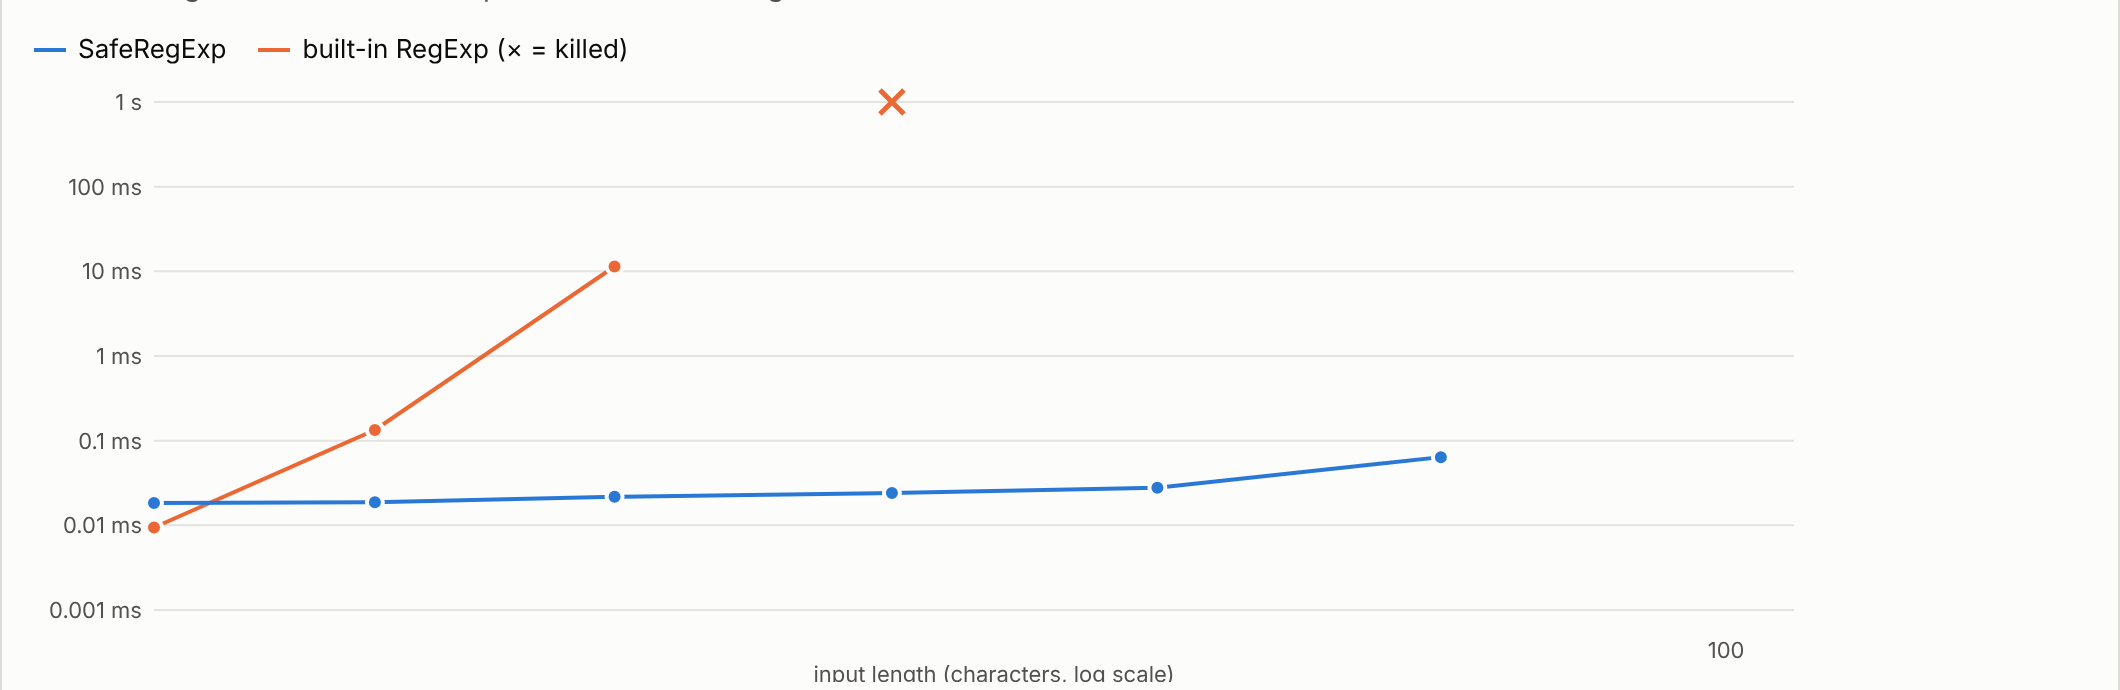 SafeRegExp built-in RegExp (× = killed)
1 s
100 ms
10 ms
1 ms
0.1 ms
0.01 ms
0.001 ms
100
input length (characters, log scale)